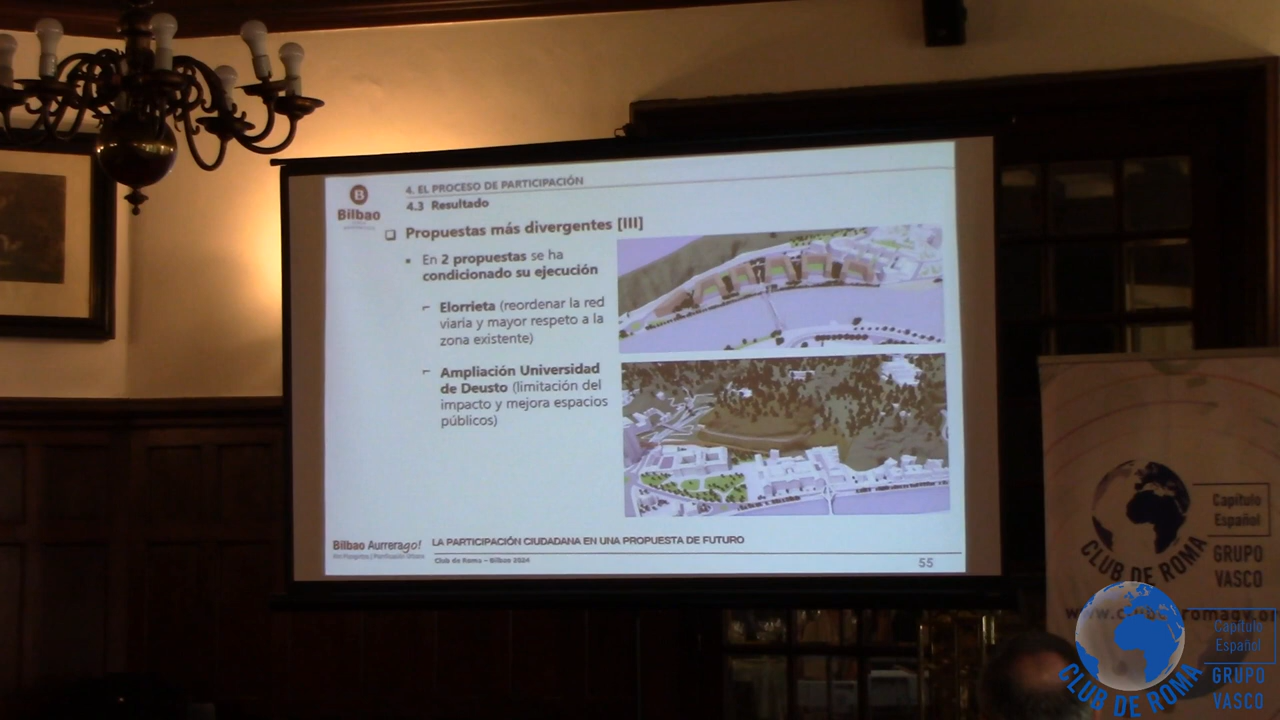 B
Bilbao
4. EL PROCESO DE PARTICIPACIÓN
4.3 Resultado
Propuestas más divergentes [III]
En 2 propuestas se ha
condicionado su ejecución
Elorrieta (reordenar la red
viaria y mayor respeto a la
zona existente)
Ampliación Universidad
de Deusto (limitación del
impacto y mejora espacios
públicos)
Bilbao Aurrerago!
LA PARTICIPACIÓN CIUDADANA EN UNA PROPUESTA DE FUTURO
Club de Roma – Bilbao 2024
55
CLUB DE ROMA
Capítulo
Español
GRUPO
VASCO
CLUB DE ROMA
Capítulo
Español
GRUPO
VASCO